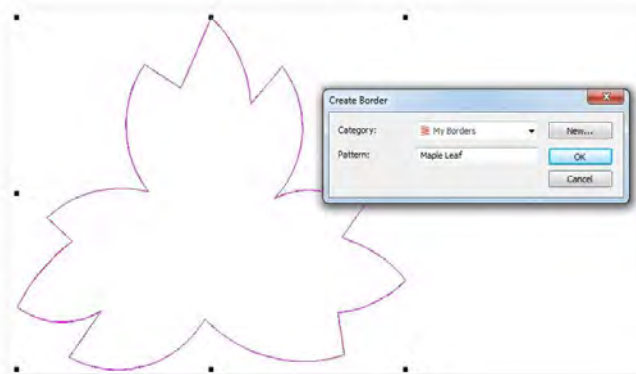 Create Border
Category: My Borders New...
Pattern: Maple Leaf OK
Cancel